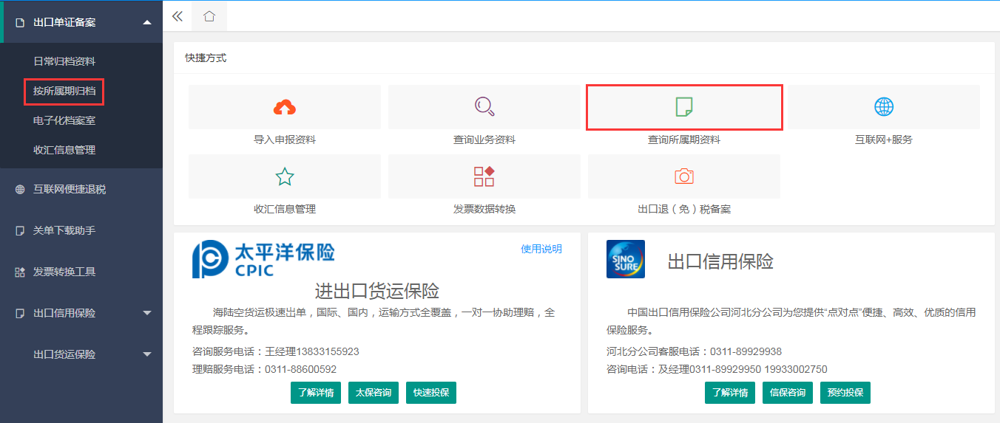 出口单证备案
日常归档资料
按所属期归档
电子化档案室
收汇信息管理
互联网便捷退税
关单下载助手
发票转换工具
出口信用保险
出口货运保险
快捷方式
导入申报资料
查询业务资料
查询所属期资料
互联网+服务
收汇信息管理
发票数据转换
出口退（免）税备案
太平洋保险
CPIC
使用说明
进出口货运保险
海陆空货运极速出单，国际、国内，运输方式全覆盖，一对一协助理赔，全
程跟踪服务。
咨询服务电话：王经理13833155923
理赔服务电话：0311-88600592
了解详情 太保咨询 快速投保
SINO
SURE
出口信用保险
中国出口信用保险公司河北分公司为您提供“点对点”便捷、高效、优质的信用
保险服务。
河北分公司客服电话：0311-89929938
咨询电话：及经理0311-89929950 19933002750
了解详情 信保咨询 预约投保